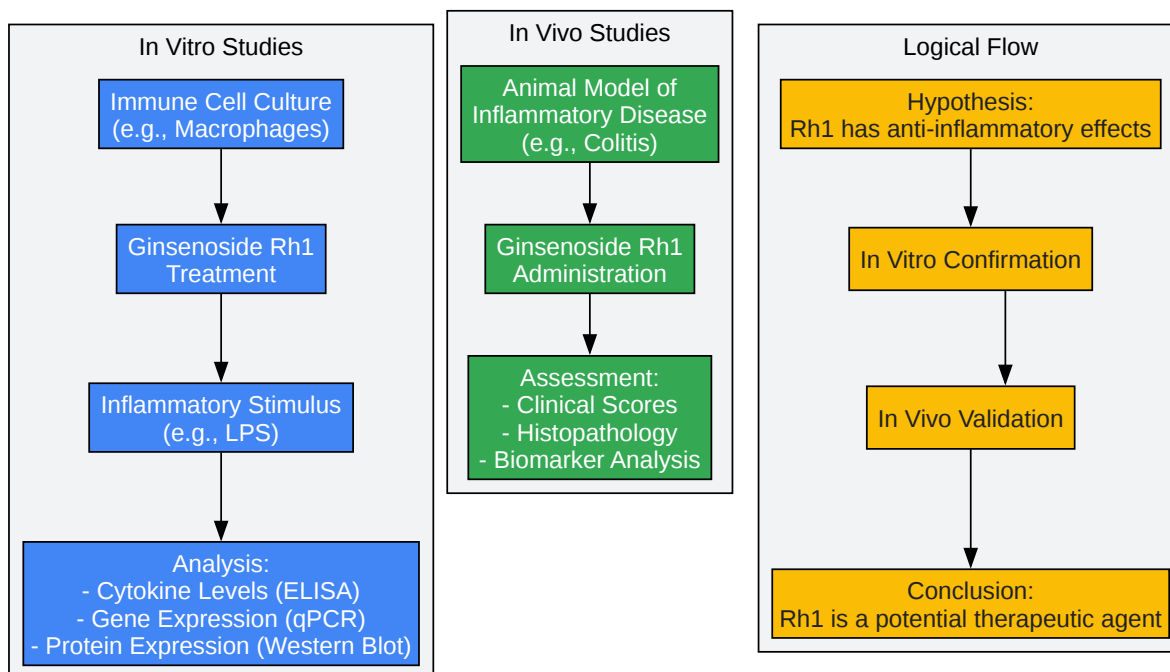 In Vitro Studies
Immune Cell Culture
(e.g., Macrophages)
Ginsenoside Rh1
Treatment
Inflammatory Stimulus
(e.g., LPS)
Analysis:
- Cytokine Levels (ELISA)
- Gene Expression (qPCR)
- Protein Expression (Western Blot)
In Vivo Studies
Animal Model of
Inflammatory Disease
(e.g., Colitis)
Ginsenoside Rh1
Administration
Assessment:
- Clinical Scores
- Histopathology
- Biomarker Analysis
Logical Flow
Hypothesis:
Rh1 has anti-inflammatory effects
In Vitro Confirmation
In Vivo Validation
Conclusion:
Rh1 is a potential therapeutic agent